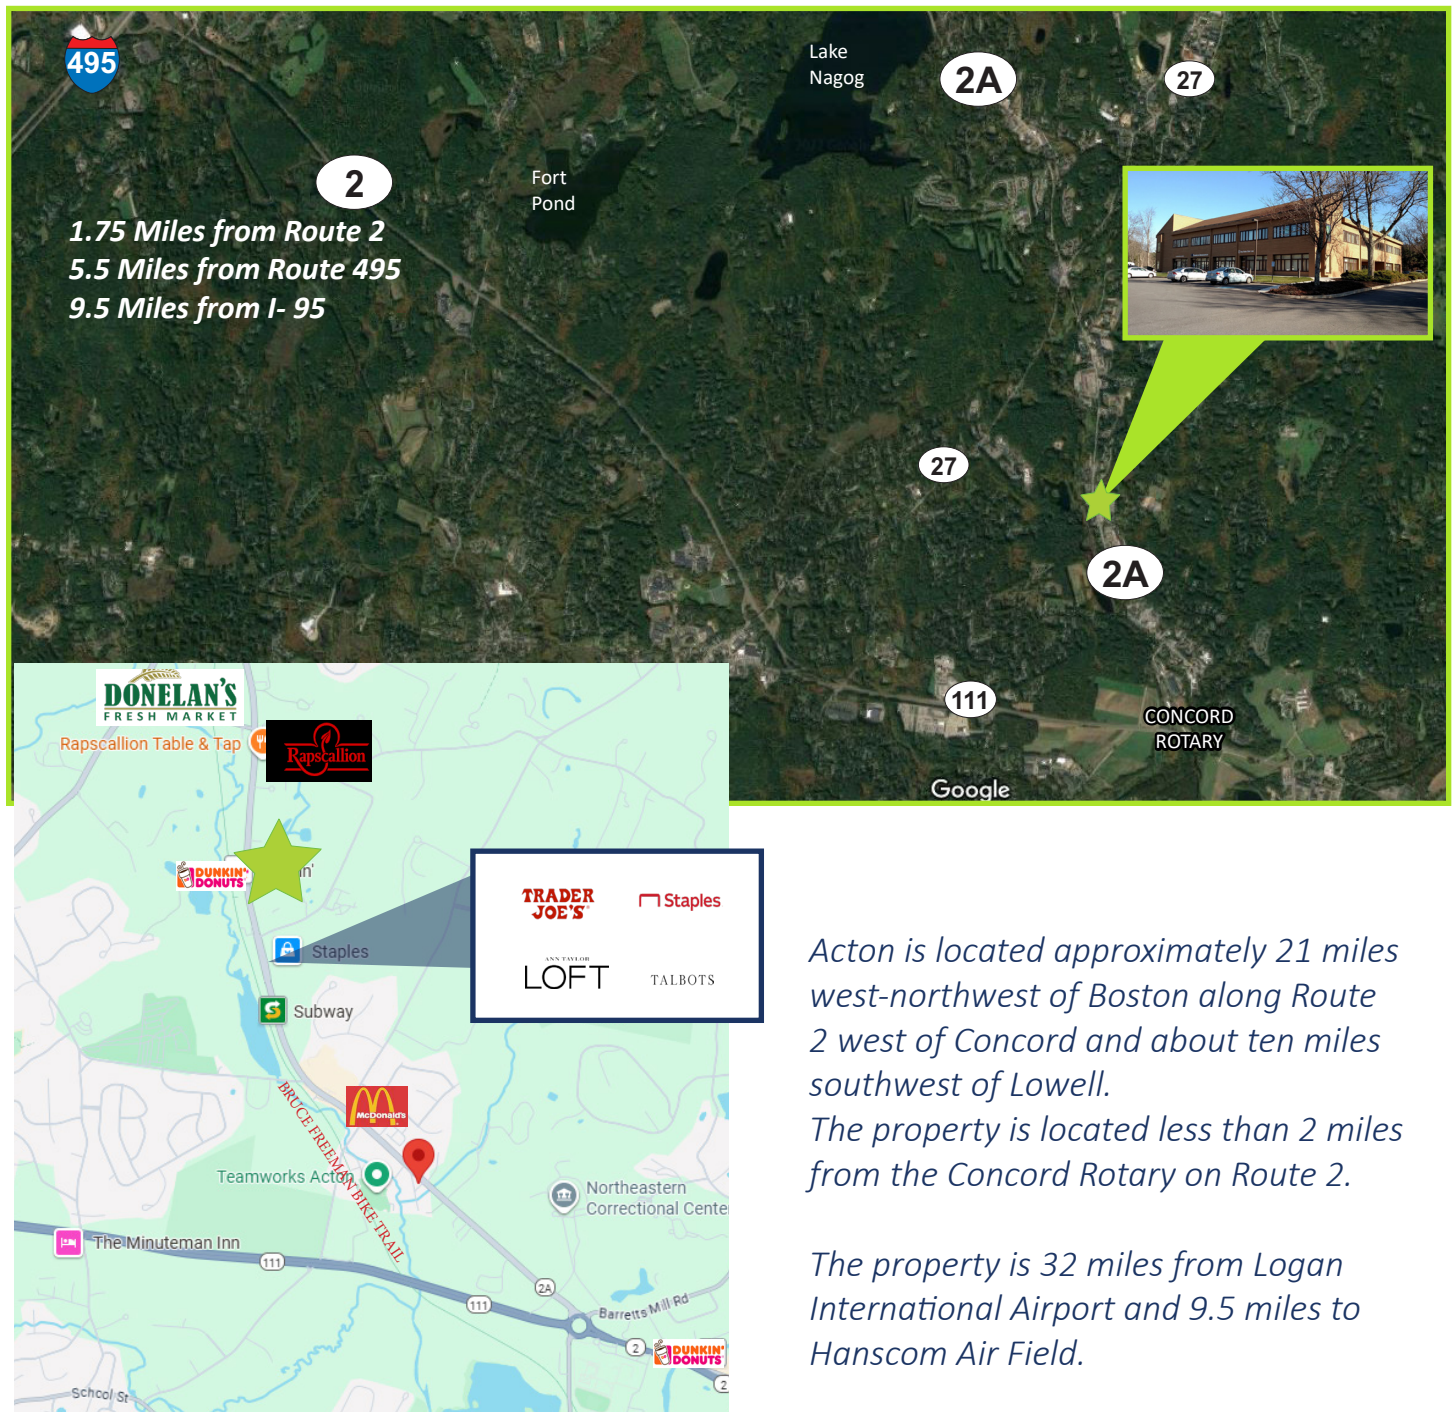 495
Lake
Nagog
2A
27
2
Fort
Pond
1.75 Miles from Route 2
5.5 Miles from Route 495
9.5 Miles from I- 95
27
2A
111
CONCORD
ROTARY
Google
DONELAN'S
FRESH MARKET
Rapscallion Table & Tap
Rapscallion
DUNKIN'
DONUTS
in'
Staples
Subway
TRADER
JOE'S
Staples
ANN TAYLOR
LOFT
TALBOTS
McDonald's
BRUCE FREEMAN BIKE TRAIL
Teamworks Acton
Northeastern
Correctional Cente
The Minuteman Inn
111
111
2A
Barretts Mill Rd
2
DUNKIN'
DONUTS
2
School St
Acton is located approximately 21 miles
west-northwest of Boston along Route
2 west of Concord and about ten miles
southwest of Lowell.
The property is located less than 2 miles
from the Concord Rotary on Route 2.
The property is 32 miles from Logan
International Airport and 9.5 miles to
Hanscom Air Field.